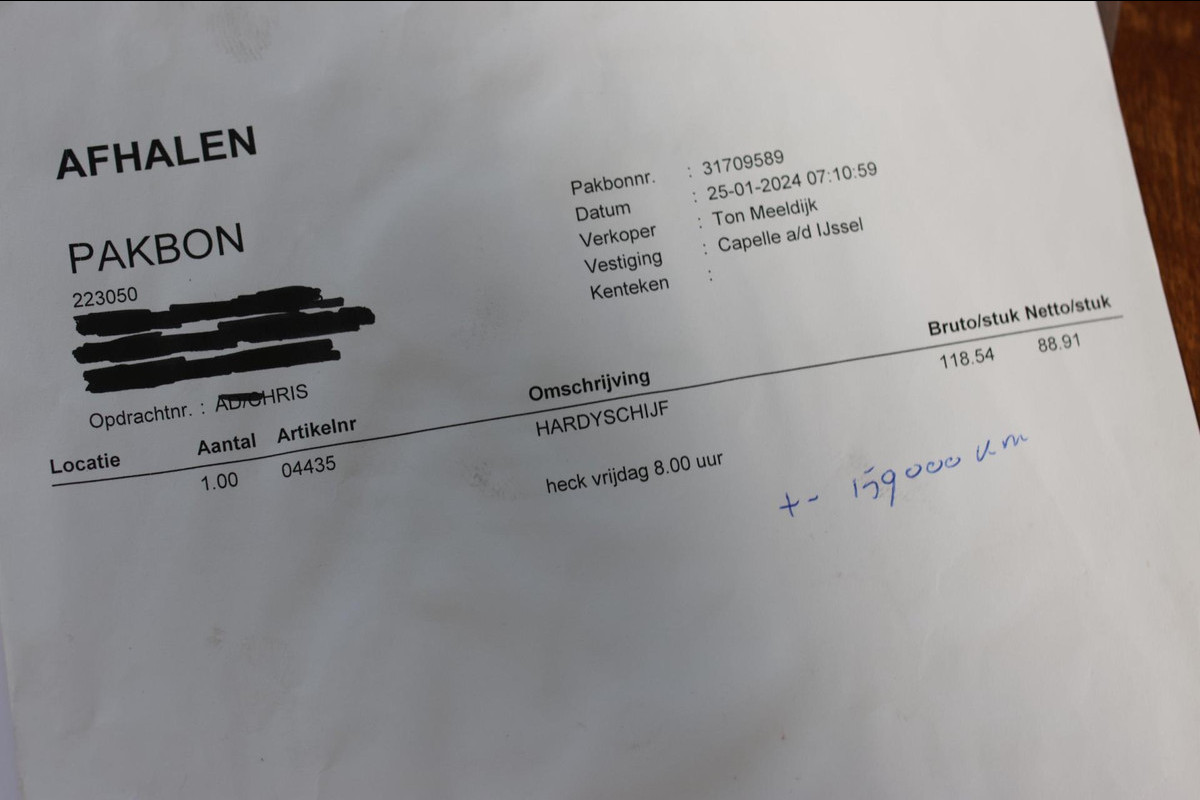 AFHALEN
PAKBON
223050
Pakbonnr. : 31709589
Datum : 25-01-2024 07:10:59
Verkoper : Ton Meeldijk
Vestiging : Capelle a/d IJssel
Kenteken :
Opdrachtnr. : AD/CHRIS
Locatie Aantal Artikelnr Omschrijving Bruto/stuk Netto/stuk
1.00 04435 HARDYSCHIJF 118.54 88.91
heck vrijdag 8.00 uur
+- 159000 km